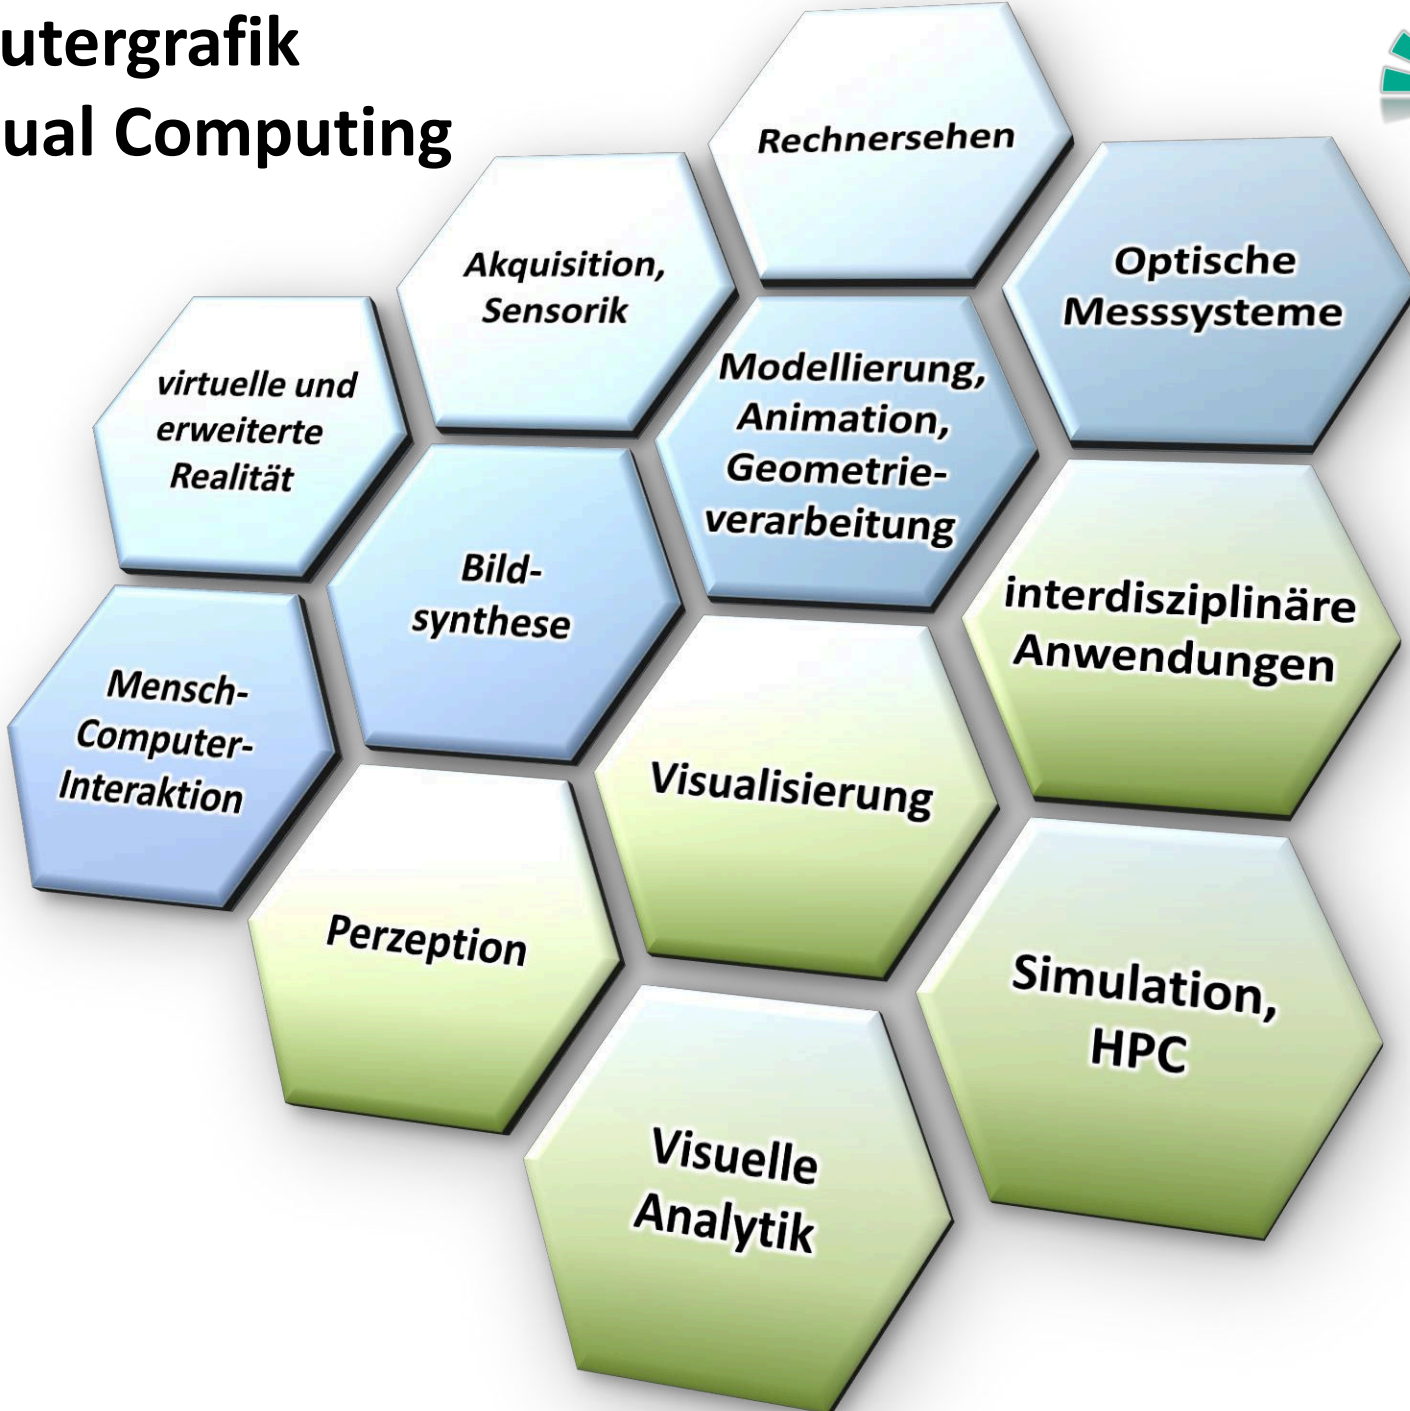 utergrafik
ual Computing
Rechnersehen
Akquisition,
Sensorik
Optische
Messsysteme
virtuelle und
erweiterte
Realität
Modellierung,
Animation,
Geometrie-
verarbeitung
Bild-
synthese
interdisziplinäre
Anwendungen
Mensch-
Computer-
Interaktion
Visualisierung
Perzeption
Simulation,
HPC
Visuelle
Analytik